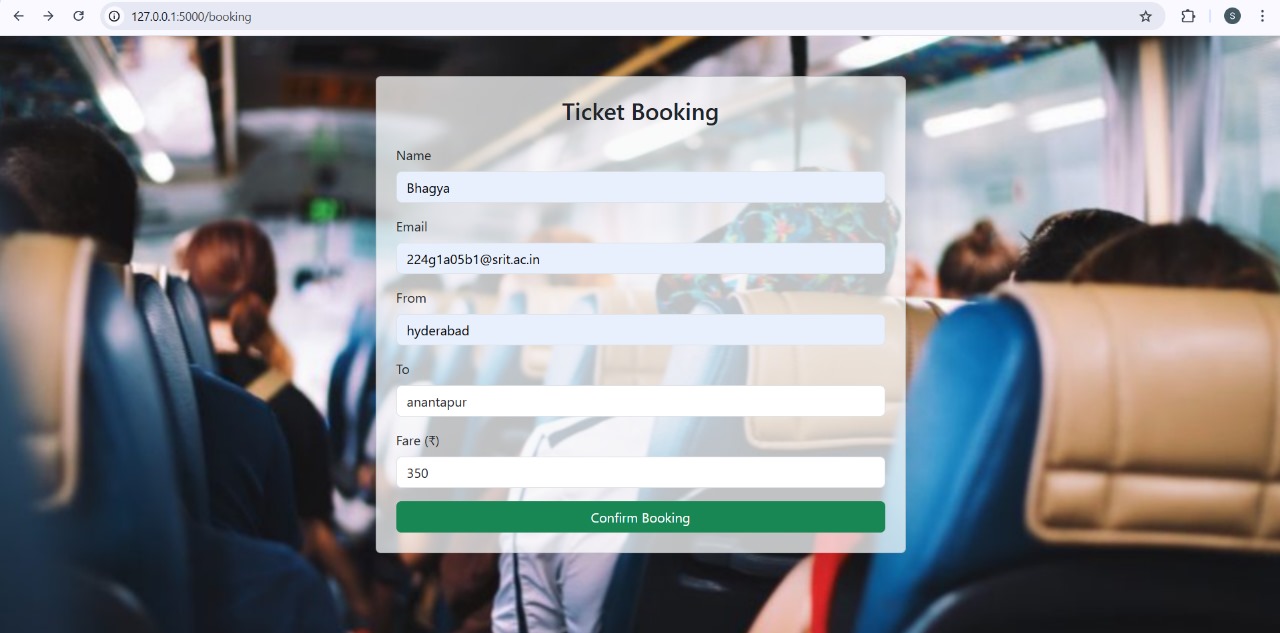 127.0.0.1:5000/booking
S
Ticket Booking
Name
Bhagya
Email
224g1a05b1@srit.ac.in
From
hyderabad
To
anantapur
Fare (₹)
350
Confirm Booking